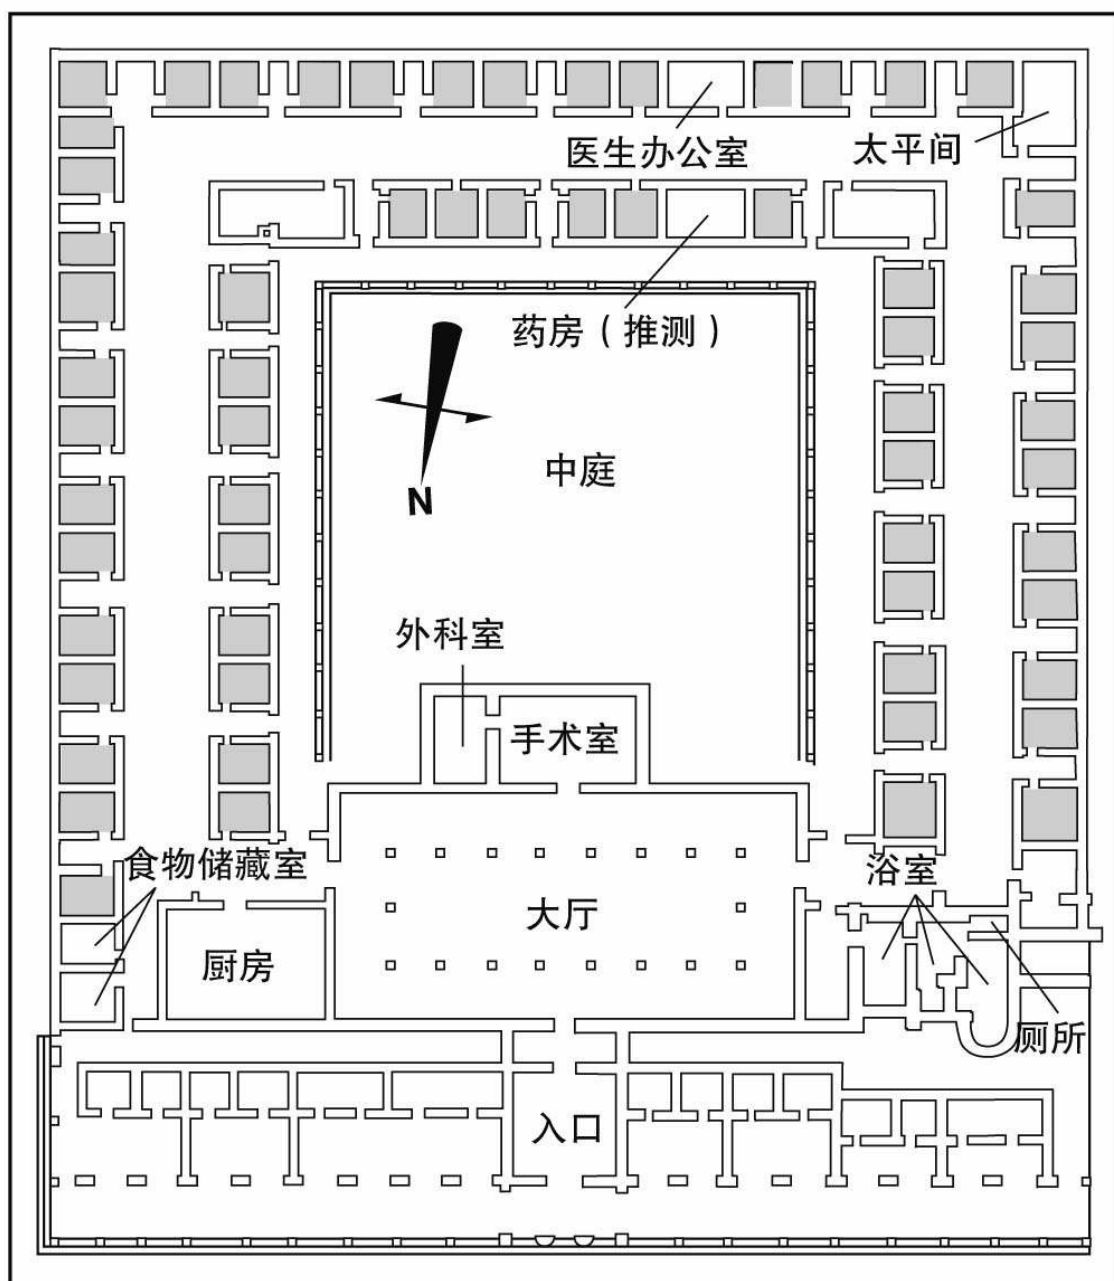 医生办公室
太平间
药房（推测）
N
中庭
外科室
手术室
食物储藏室
浴室
大厅
厨房
厕所
入口